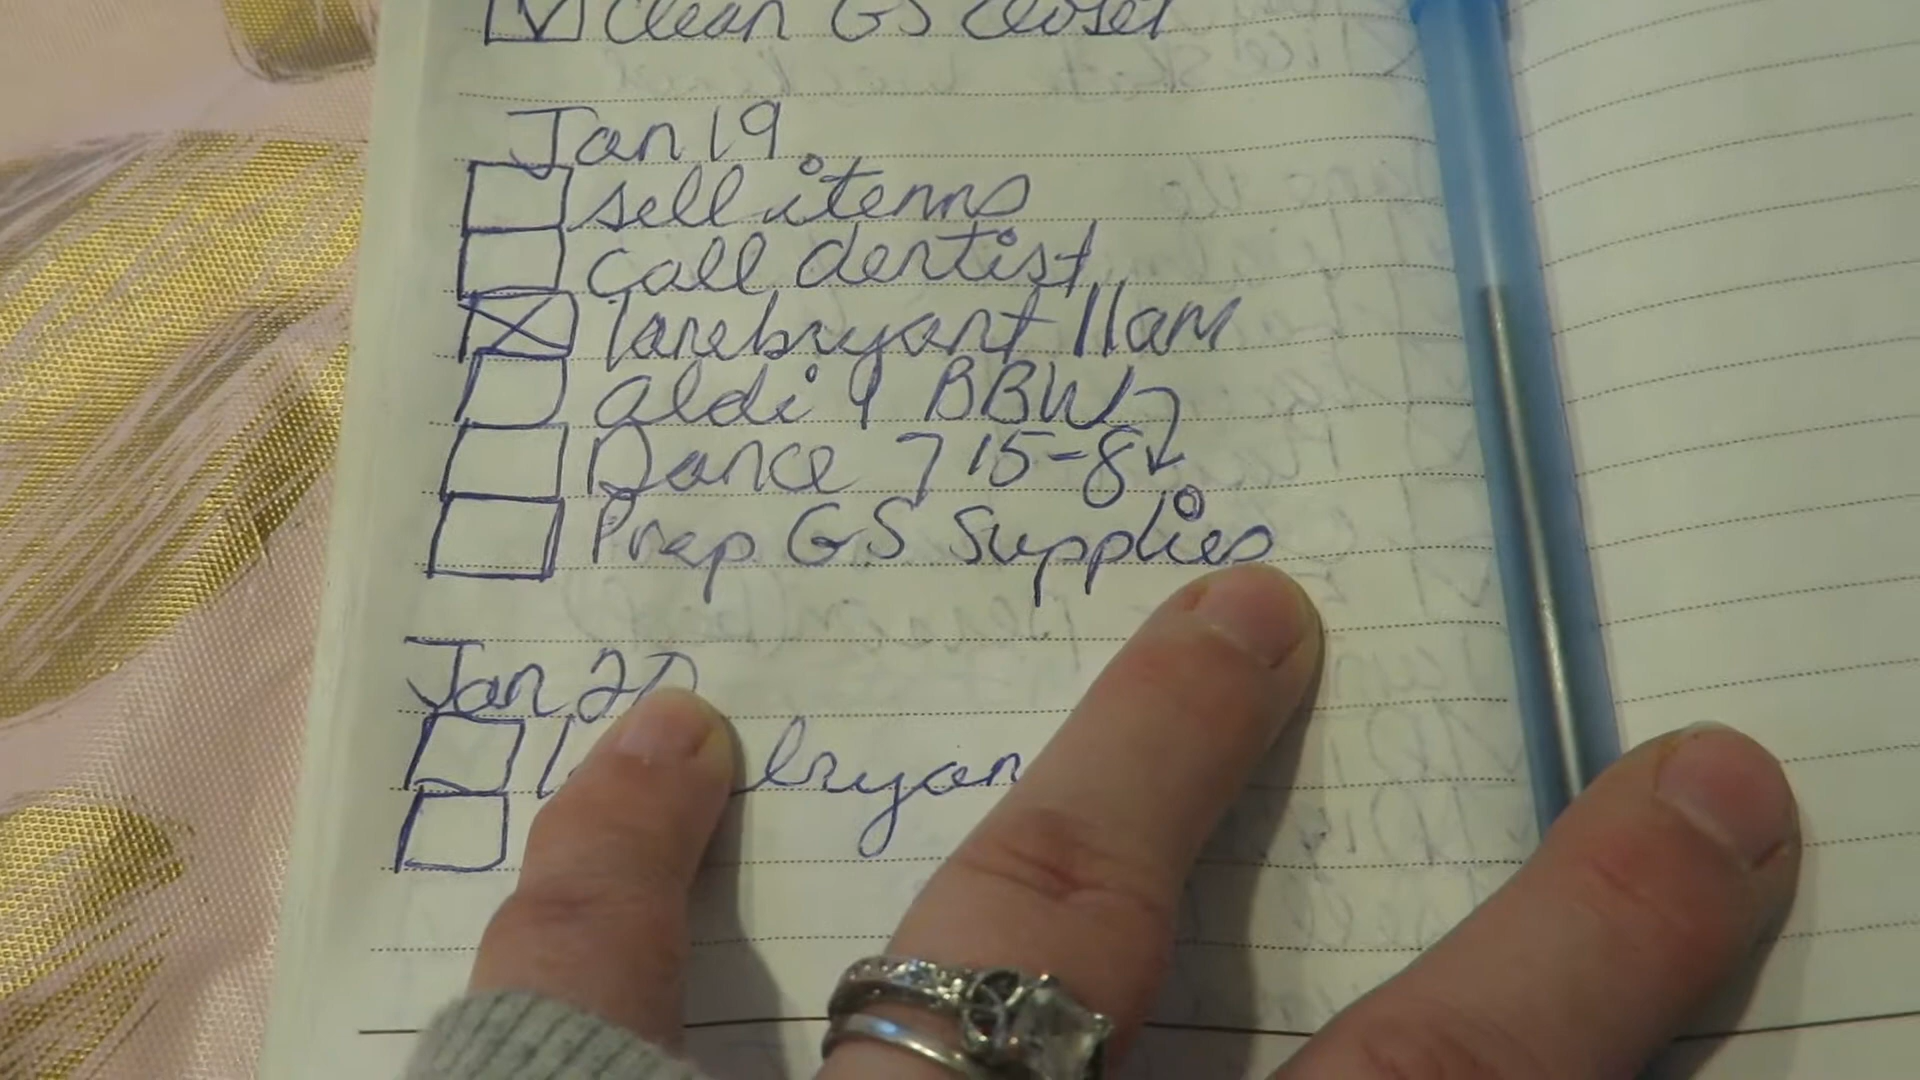 Clean GS Closet
Jan 19
sell items
call dentist
lanebryant 11am
aldi & BBW
Dance 7 15-8
Prep GS Supplies
Jan 20